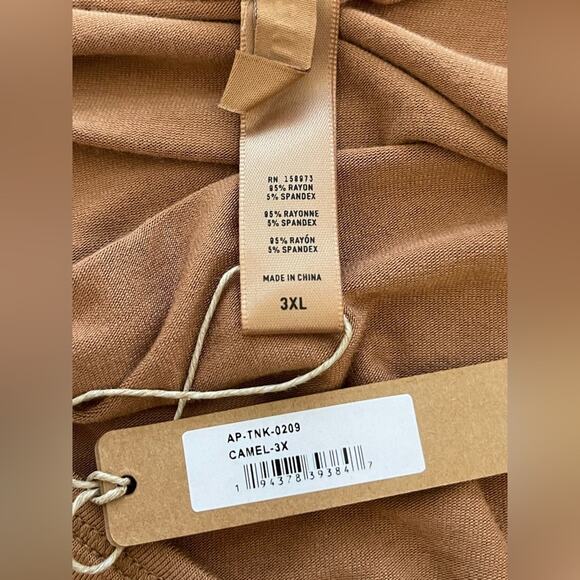 RN 158973
95% RAYON
5% SPANDEX
95% RAYONNE
5% SPANDEX
95% RAYÓN
5% SPANDEX
MADE IN CHINA
3XL
AP-TNK-0209
CAMEL-3X
1 94378 39384 7